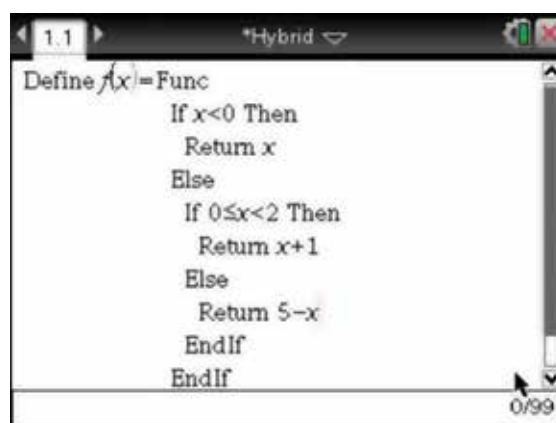 1.1 *Hybrid
Define f(x)=Func
If x<0 Then
Return x
Else
If 0≤x<2 Then
Return x+1
Else
Return 5−x
EndIf
EndIf
0/99